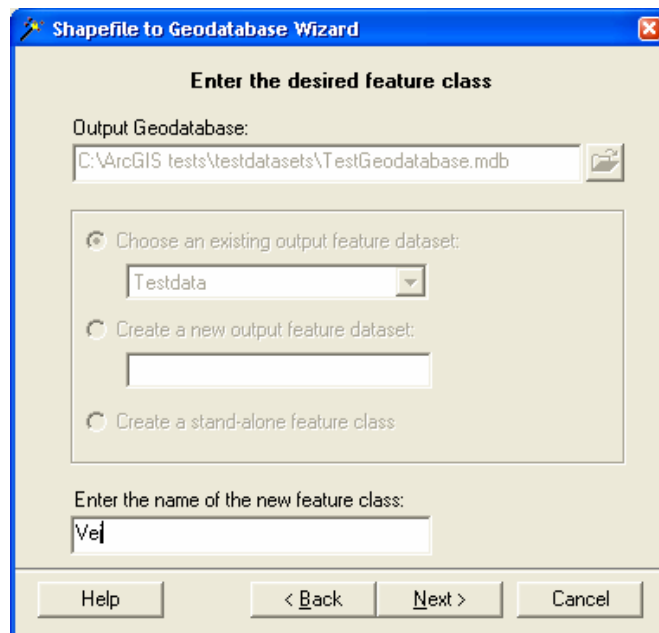 Shapefile to Geodatabase Wizard
Enter the desired feature class
Output Geodatabase:
C:\ArcGIS tests\testdatasets\TestGeodatabase.mdb
Choose an existing output feature dataset:
Testdata
Create a new output feature dataset:
Create a stand-alone feature class
Enter the name of the new feature class:
Vei
Help
< Back
Next >
Cancel